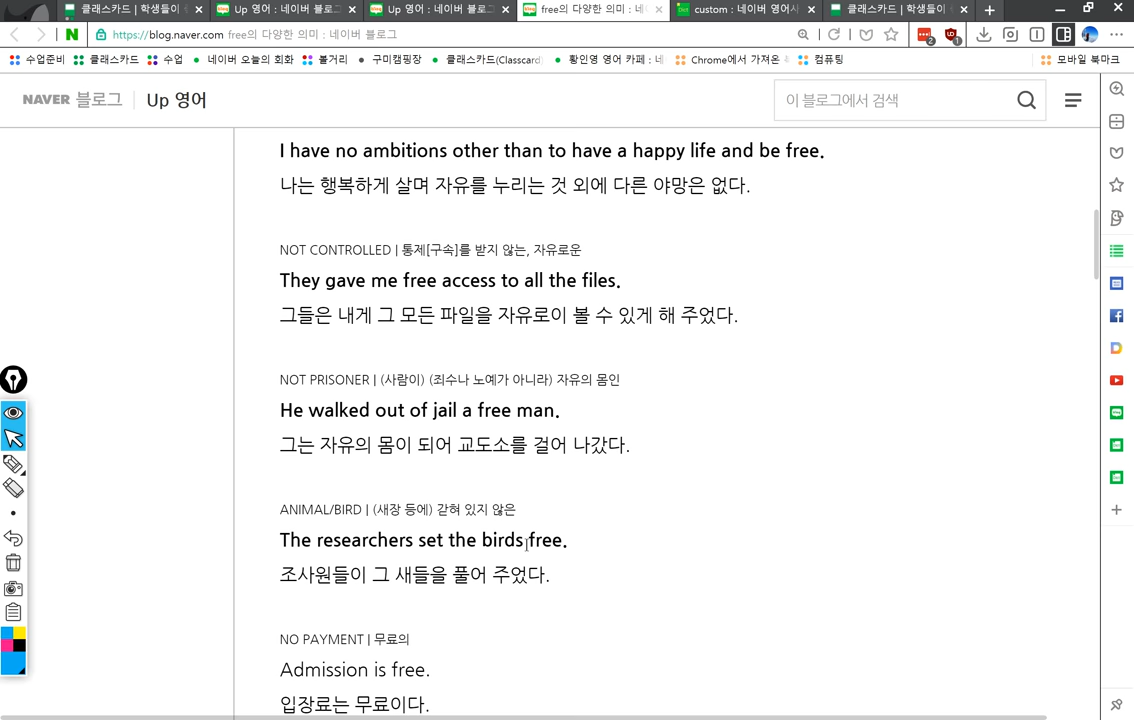 클래스카드 | 학생들이
Up 영어 : 네이버 블로그
Up 영어 : 네이버 블로그
free의 다양한 의미 : 네이
custom : 네이버 영어사
클래스카드 | 학생들이
https://blog.naver.com free의 다양한 의미 : 네이버 블로그
2
1
수업준비 클래스카드 수업 네이버 오늘의 회화 볼거리 구미캠핑장 클래스카드(Classcard) 황인영 영어 카페 : 네 Chrome에서 가져온 컴퓨팅 모바일 북마크
NAVER 블로그 Up 영어 이 블로그에서 검색
I have no ambitions other than to have a happy life and be free.
나는 행복하게 살며 자유를 누리는 것 외에 다른 야망은 없다.
NOT CONTROLLED | 통제[구속]를 받지 않는, 자유로운
They gave me free access to all the files.
그들은 내게 그 모든 파일을 자유로이 볼 수 있게 해 주었다.
NOT PRISONER | (사람이) (죄수나 노예가 아니라) 자유의 몸인
He walked out of jail a free man.
그는 자유의 몸이 되어 교도소를 걸어 나갔다.
ANIMAL/BIRD | (새장 등에) 갇혀 있지 않은
The researchers set the birds free.
조사원들이 그 새들을 풀어 주었다.
NO PAYMENT | 무료의
Admission is free.
입장료는 무료이다.